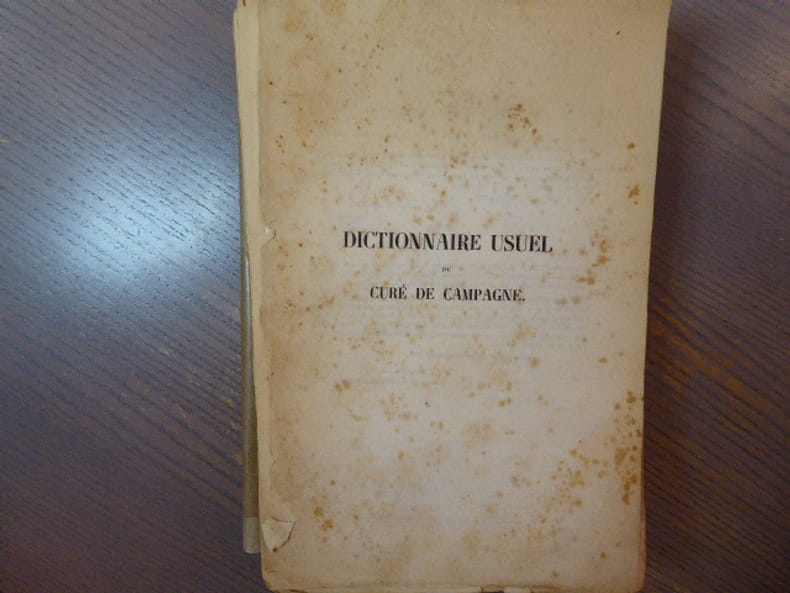 DICTIONNAIRE USUEL
DU
CURÉ DE CAMPAGNE.